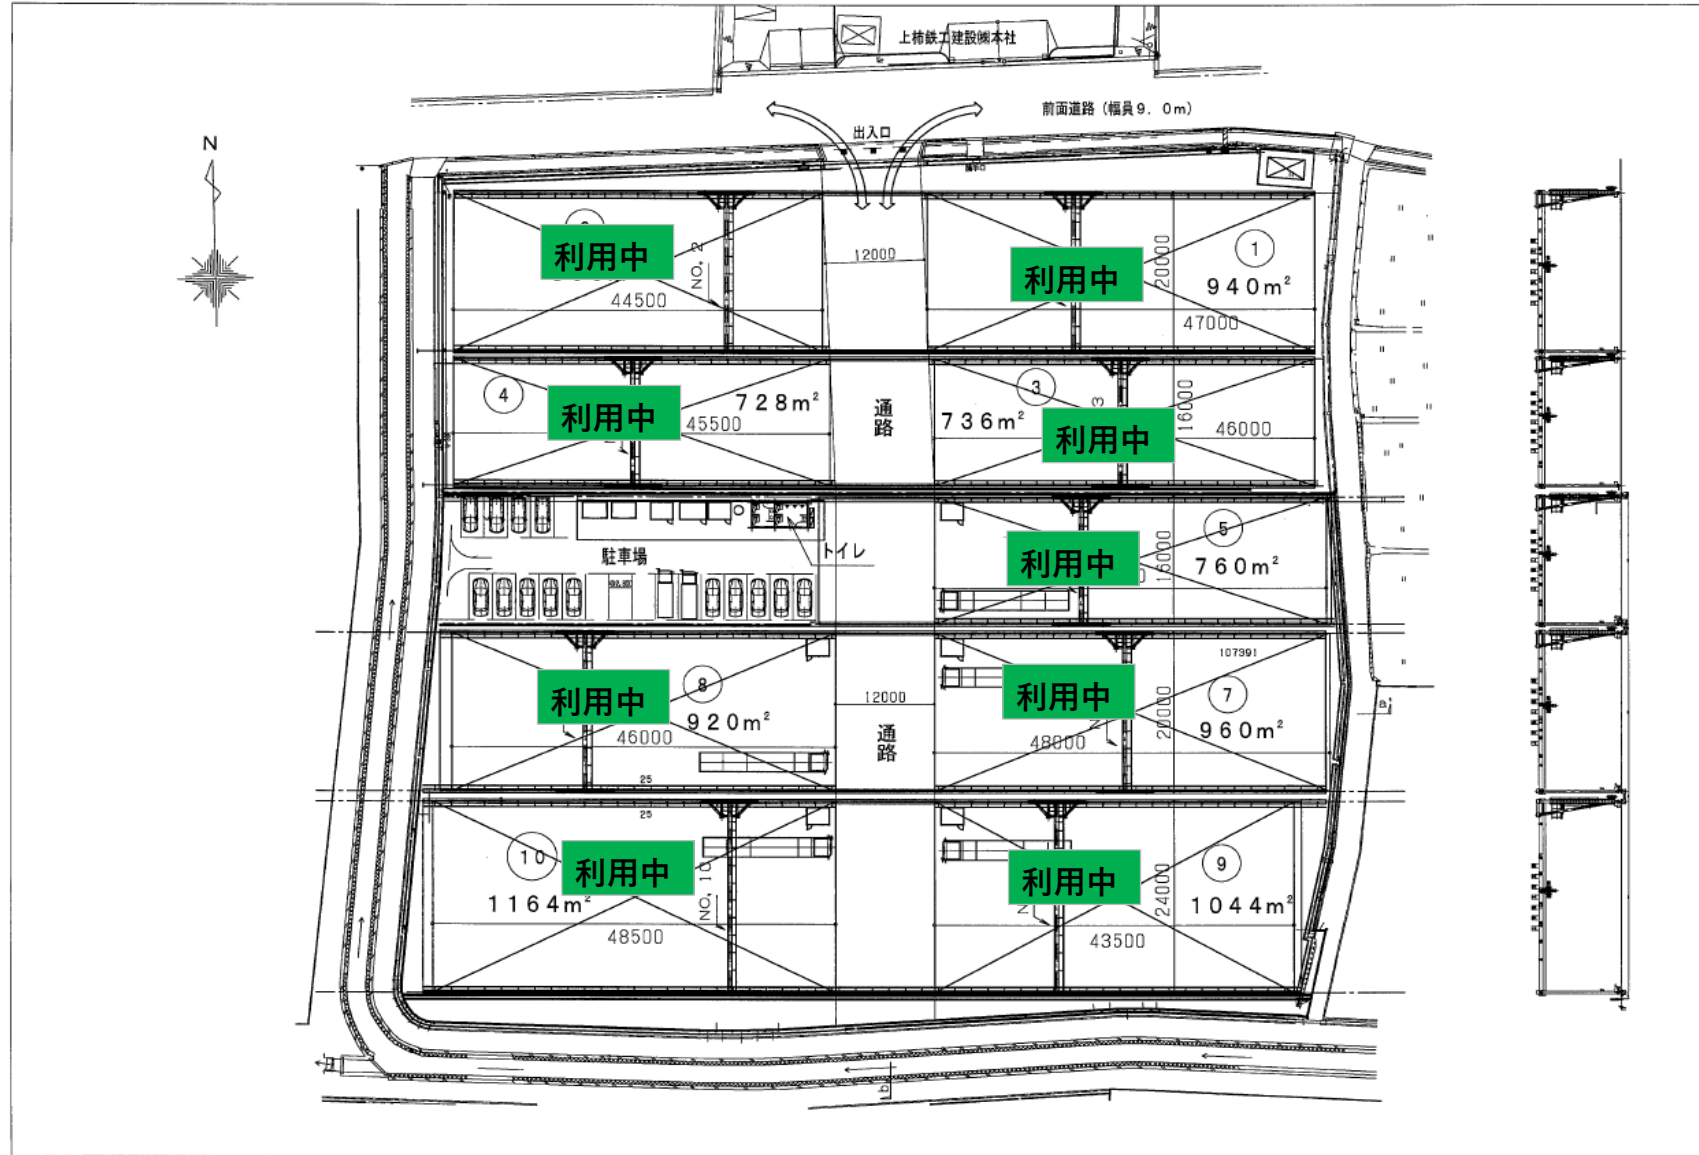 上柿鉄工建設㈱本社
前面道路（幅員９．０ｍ）
出入口
N
利用中
NO. 2
44500
12000
利用中
20000
1
940m²
47000
4
利用中
728m²
45500
通路
3
736m²
3
利用中
16000
46000
駐車場
トイレ
利用中
5
16000
760m²
利用中
8
920m²
46000
25
12000
通路
利用中
107391
7
20000
960m²
48000
a
10
25
利用中
NO. 10
1164m²
48500
利用中
9
24000
1044m²
43500
b